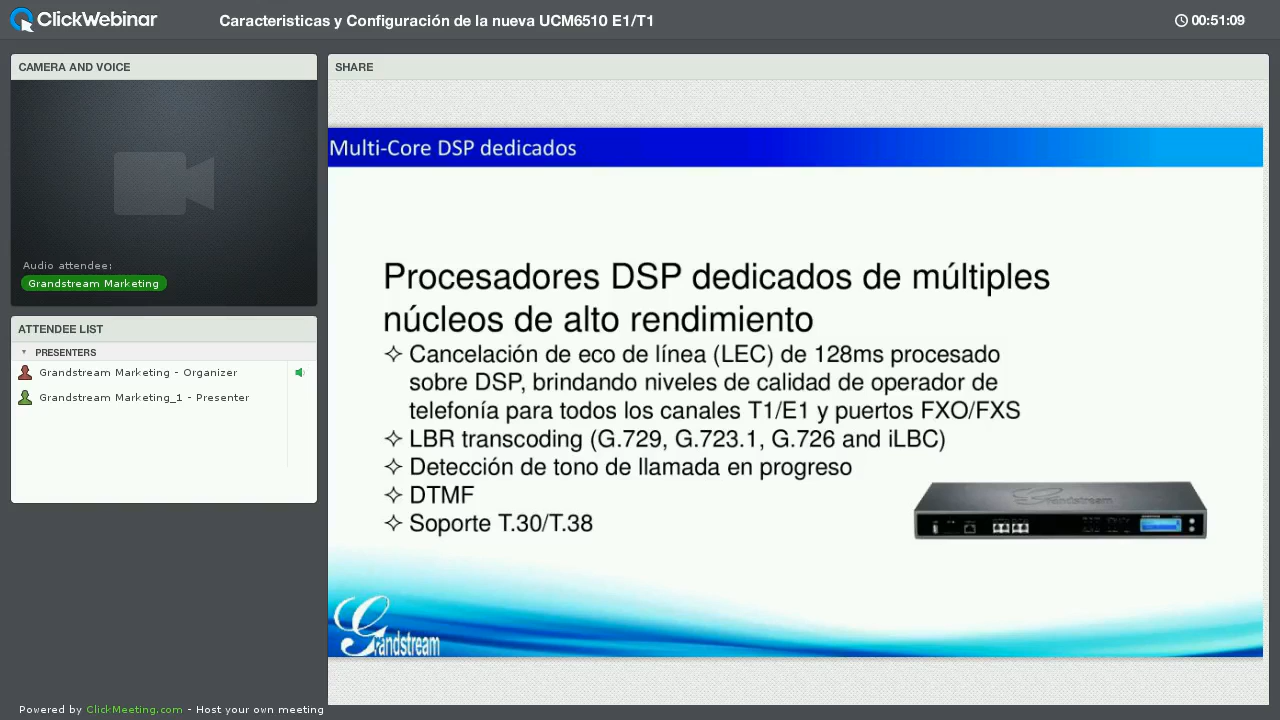 ClickWebinar
Caracteristicas y Configuración de la nueva UCM6510 E1/T1
00:51:09
CAMERA AND VOICE
SHARE
Multi-Core DSP dedicados
Audio attendee:
Grandstream Marketing
ATTENDEE LIST
PRESENTERS
Grandstream Marketing - Organizer
Grandstream Marketing_1 - Presenter
Procesadores DSP dedicados de múltiples
núcleos de alto rendimiento
Cancelación de eco de línea (LEC) de 128ms procesado
sobre DSP, brindando niveles de calidad de operador de
telefonía para todos los canales T1/E1 y puertos FXO/FXS
LBR transcoding (G.729, G.723.1, G.726 and iLBC)
Detección de tono de llamada en progreso
DTMF
Soporte T.30/T.38
Grandstream
Grandstream
Powered by ClickMeeting.com - Host your own meeting